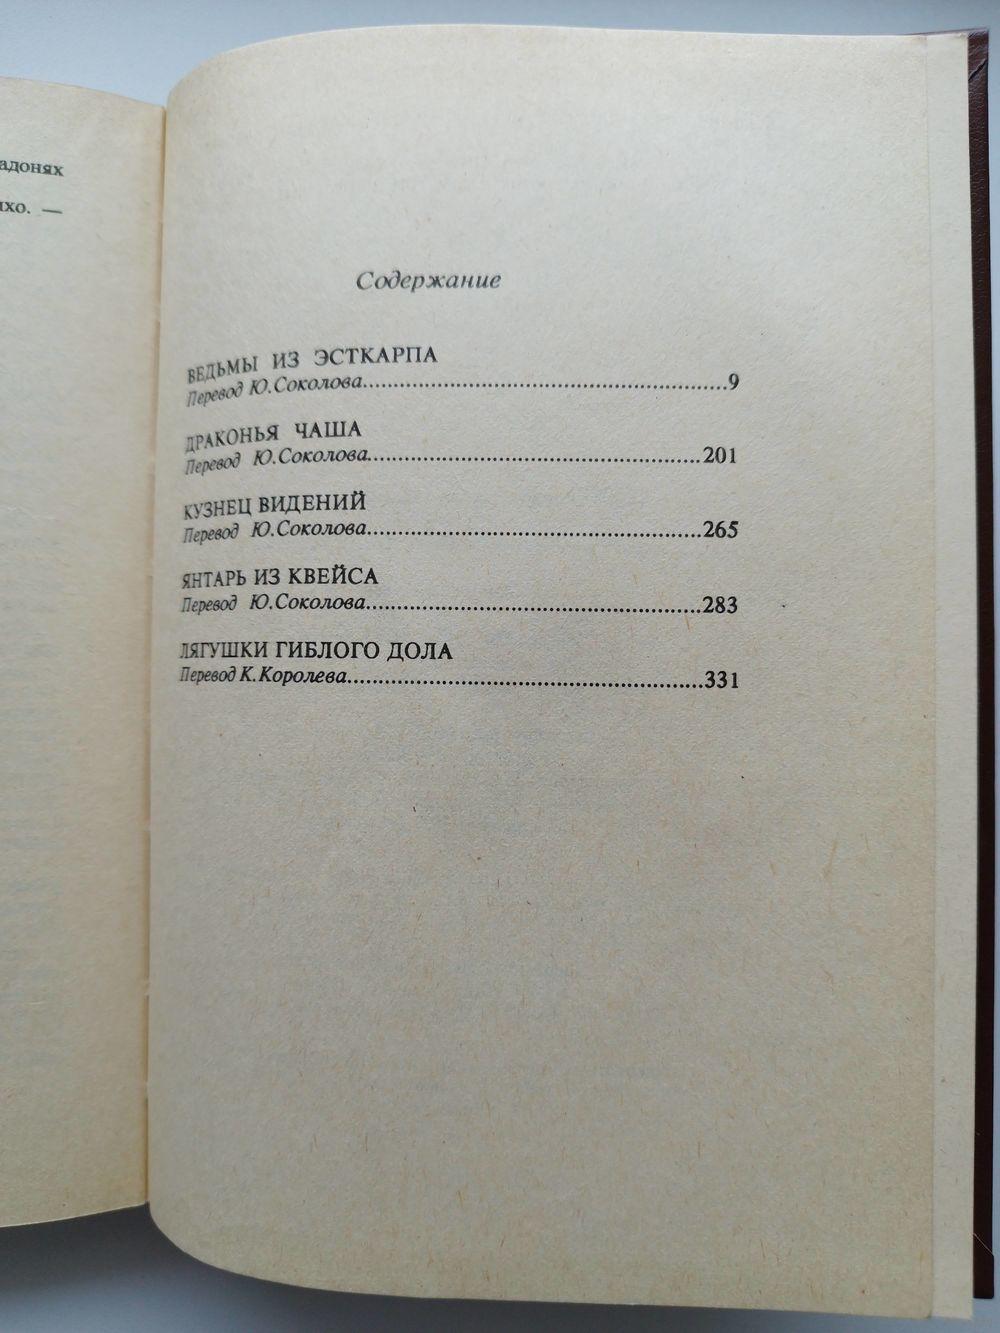 адонях
ихо. —
Содержание
ВЕДЬМЫ ИЗ ЭСТКАРПА
Перевод Ю.Соколова..............................................................9
ДРАКОНЬЯ ЧАША
Перевод Ю.Соколова.........................................................201
КУЗНЕЦ ВИДЕНИЙ
Перевод Ю.Соколова.........................................................265
ЯНТАРЬ ИЗ КВЕЙСА
Перевод Ю.Соколова.........................................................283
ЛЯГУШКИ ГИБЛОГО ДОЛА
Перевод К.Королева............................................................331